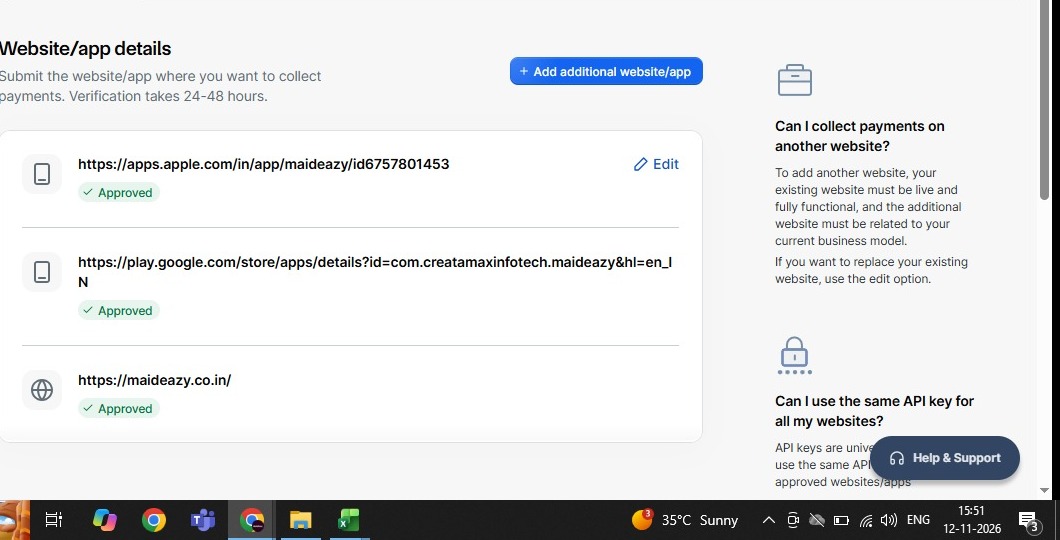 Website/app details
Submit the website/app where you want to collect
payments. Verification takes 24-48 hours.
+ Add additional website/app
https://apps.apple.com/in/app/maideazy/id6757801453
Edit
Approved
https://play.google.com/store/apps/details?id=com.creatamaxinfotech.maideazy&hl=en_I
N
Approved
https://maideazy.co.in/
Approved
Can I collect payments on
another website?
To add another website, your
existing website must be live and
fully functional, and the additional
website must be related to your
current business model.
If you want to replace your existing
website, use the edit option.
Can I use the same API key for
all my websites?
API keys are unive
use the same API
approved websites/apps
Help & Support
3
35°C Sunny
ENG
15:51
12-11-2026
3